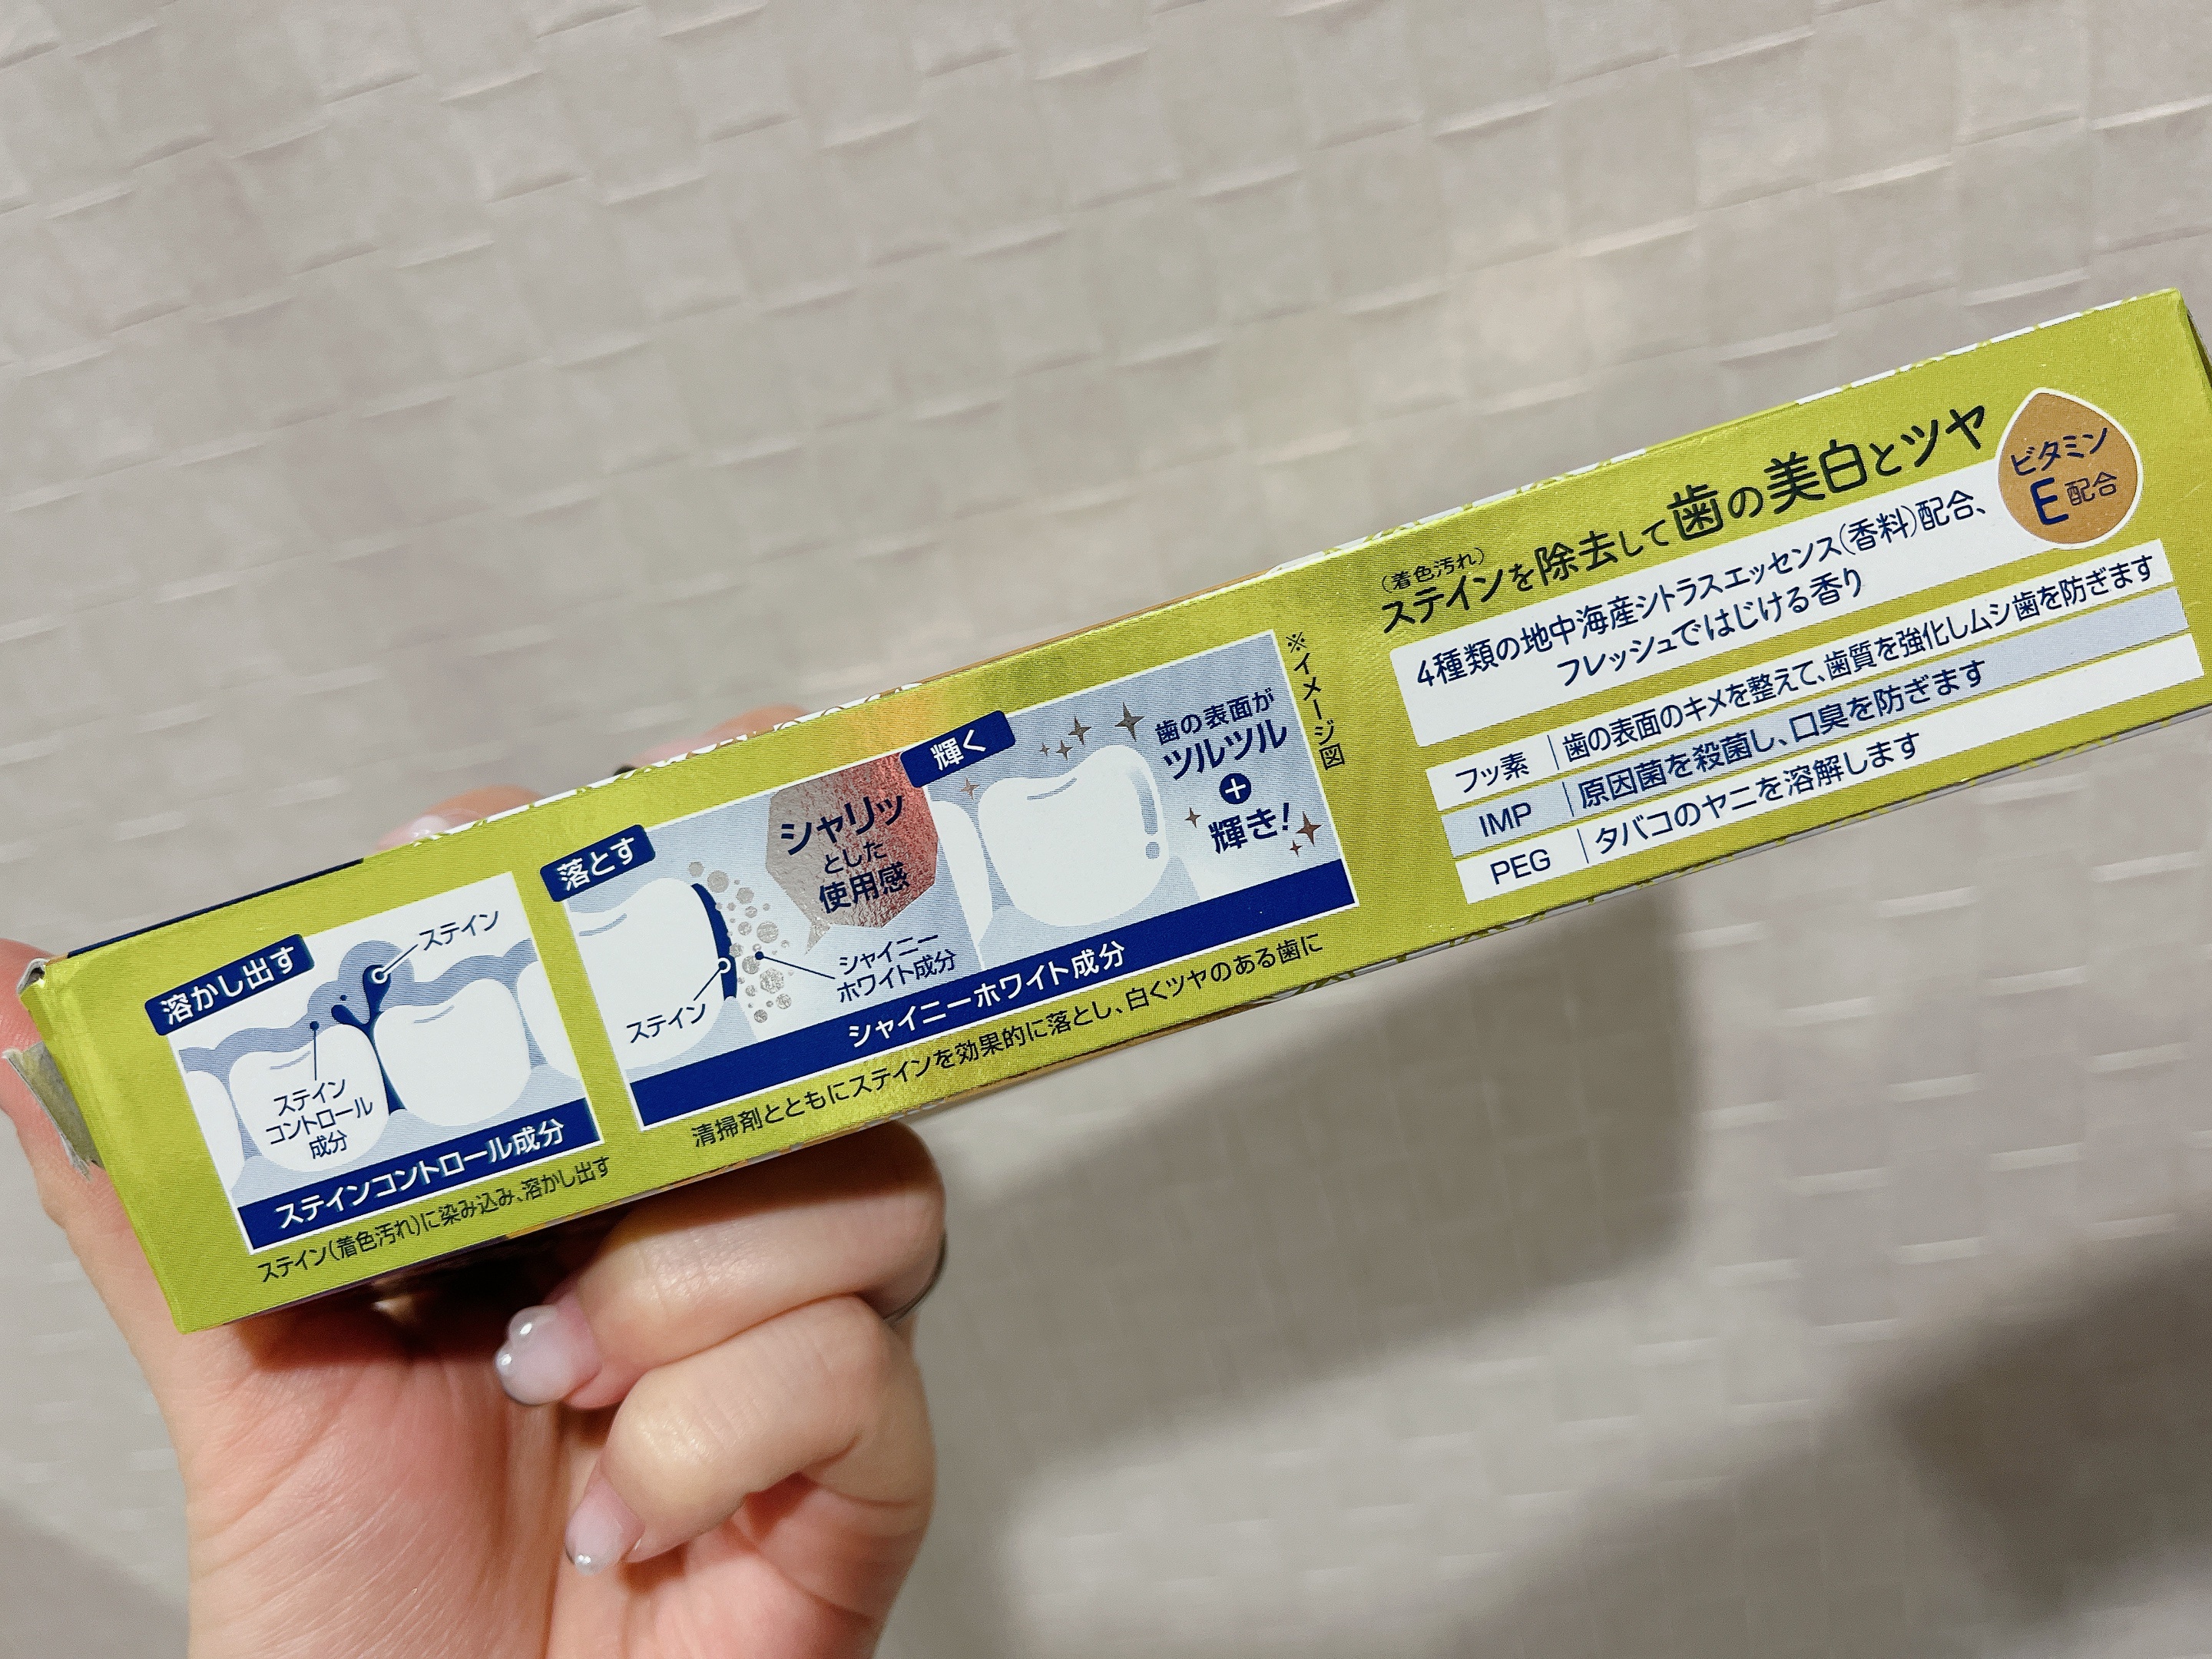 溶かし出す
ステイン
ステイン
コントロール
成分
ステインコントロール成分
ステイン(着色汚れ)に染み込み、溶かし出す
落とす
シャリッ
とした
使用感
ステイン
シャイニー
ホワイト成分
輝く
歯の表面が
ツルツル
+
輝き!
シャイニーホワイト成分
清掃剤とともにステインを効果的に落とし、白くツヤのある歯に
※イメージ図
(着色汚れ)
ステインを除去して歯の美白とツヤ
ビタミン
E配合
4種類の地中海産シトラスエッセンス(香料)配合、
フレッシュではじける香り
フッ素 歯の表面のキメを整えて、歯質を強化しムシ歯を防ぎます
IMP 原因菌を殺菌し、口臭を防ぎます
PEG タバコのヤニを溶解します